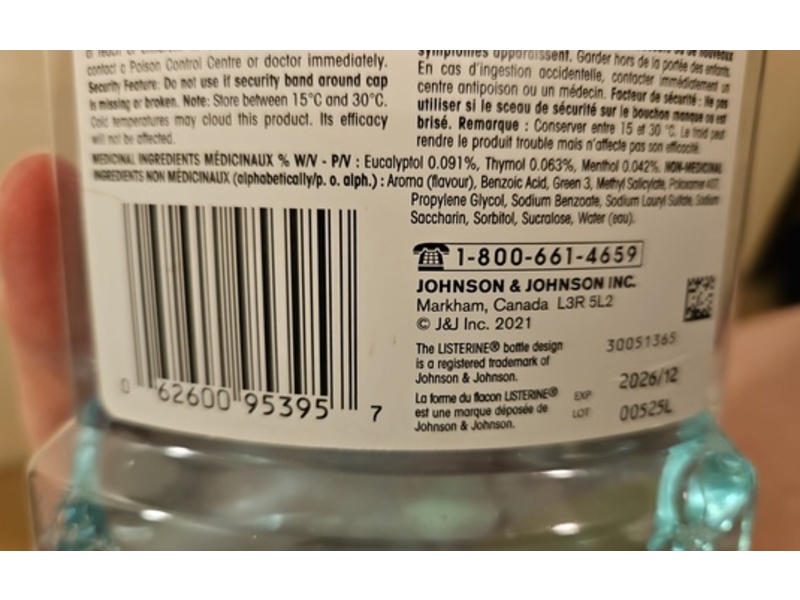 contact a Poison Control Centre or doctor immediately.
Security Feature: Do not use if security band around cap
is missing or broken. Note: Store between 15°C and 30°C.
Cold temperatures may cloud this product. Its efficacy
will not be affected.
symptômes apparaissent. Garder hors de la portée des enfants.
En cas d'ingestion accidentelle, contacter immédiatement un
centre antipoison ou un médecin. Facteur de sécurité : Ne pas
utiliser si le sceau de sécurité sur le bouchon manque ou est
brisé. Remarque : Conserver entre 15 et 30 °C. Le froid peut
rendre le produit trouble mais n'affecte pas son efficacité.
MEDICINAL INGREDIENTS MÉDICINAUX % W/V - P/V : Eucalyptol 0.091%, Thymol 0.063%, Menthol 0.042%. NON-MEDICINAL
INGREDIENTS NON MÉDICINAUX (alphabetically/p. o. alph.) : Aroma (flavour), Benzoic Acid, Green 3, Methyl Salicylate, Poloxamer 407,
Propylene Glycol, Sodium Benzoate, Sodium Lauryl Sulfate, Sodium
Saccharin, Sorbitol, Sucralose, Water (eau).
1-800-661-4659
JOHNSON & JOHNSON INC.
Markham, Canada L3R 5L2
© J&J Inc. 2021
The LISTERINE® bottle design
is a registered trademark of
Johnson & Johnson.
La forme du flacon LISTERINE®
est une marque déposée de
Johnson & Johnson.
30051365
EXP 2026/12
LOT 00525L
0 62600 95395 7